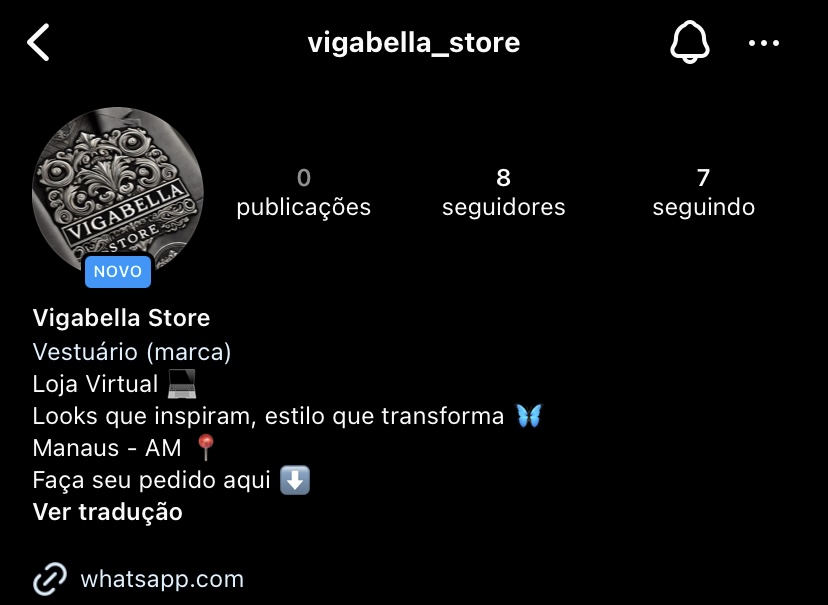 vigabella_store
VIGABELLA
STORE
NOVO
0
publicações
8
seguidores
7
seguindo
Vigabella Store
Vestuário (marca)
Loja Virtual 💻
Looks que inspiram, estilo que transforma 🦋
Manaus - AM 📍
Faça seu pedido aqui ⬇️
Ver tradução
whatsapp.com